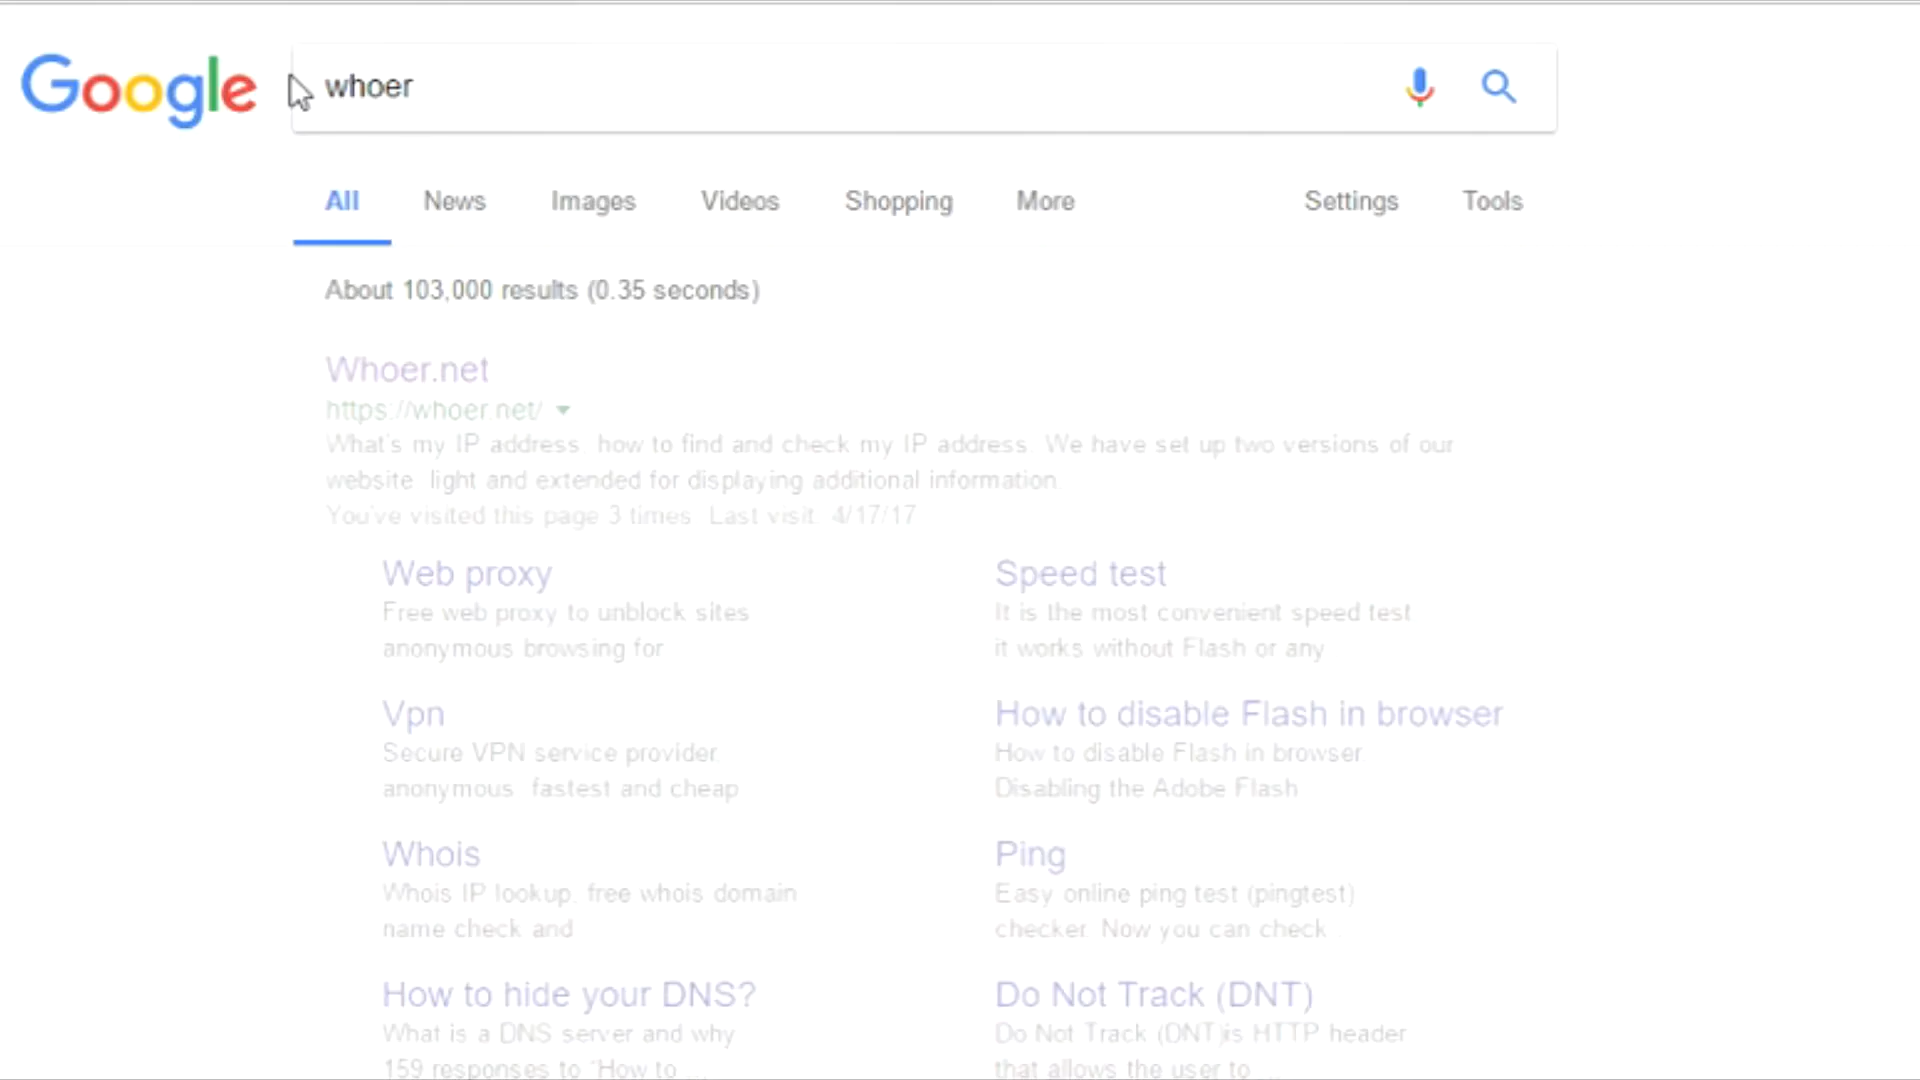 Google
whoer
All News Images Videos Shopping More Settings Tools
About 103,000 results (0.35 seconds)
Whoer.net
https://whoer.net/
What's my IP address how to find and check my IP address We have set up two versions of our
website light and extended for displaying additional information
You've visited this page 3 times Last visit 4/17/17
Web proxy
Free web proxy to unblock sites
anonymous browsing for
Speed test
It is the most convenient speed test
it works without Flash or any
Vpn
Secure VPN service provider
anonymous fastest and cheap
How to disable Flash in browser
How to disable Flash in browser
Disabling the Adobe Flash
Whois
Whois IP lookup, free whois domain
name check and
Ping
Easy online ping test (pingtest)
checker. Now you can check
How to hide your DNS?
What is a DNS server and why
159 responses to "How to ...
Do Not Track (DNT)
Do Not Track (DNT)is HTTP header
that allows the user to ...